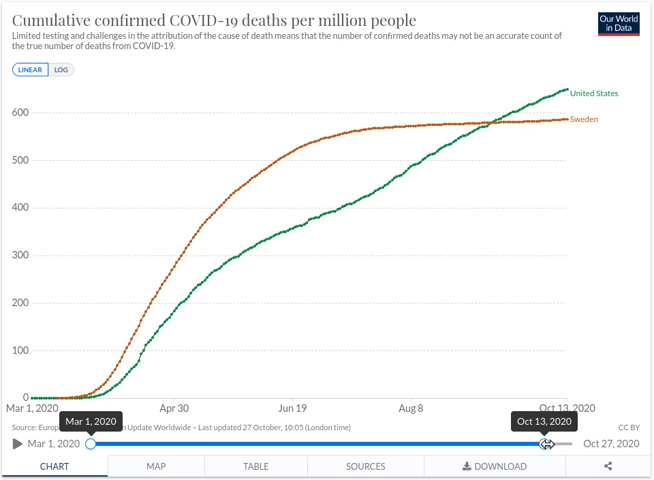 Cumulative confirmed COVID-19 deaths per million people
Our World
in Data
Limited testing and challenges in the attribution of the cause of death means that the number of confirmed deaths may not be an accurate count of
the true number of deaths from COVID-19.
LINEAR LOG
United States
600
Sweden
500
400
300
200
100
0
Mar 1, 2020 Apr 30 Jun 19 Aug 8 Oct 13, 2020
Mar 1, 2020 Oct 13, 2020
Source: Europ n Update Worldwide – Last updated 27 October, 10:05 (London time) CC BY
Mar 1, 2020 Oct 27, 2020
CHART MAP TABLE SOURCES DOWNLOAD